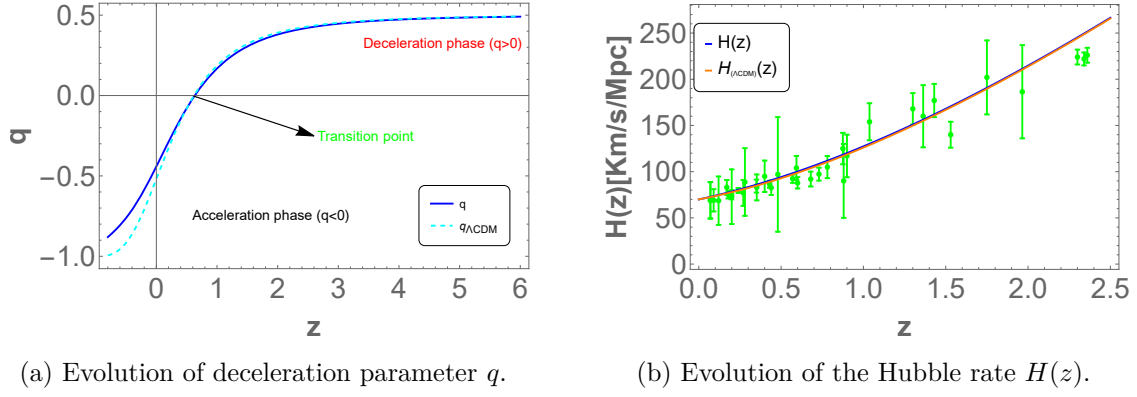 0.5
0.0
−0.5
−1.0
q
0
1
2
3
4
5
6
z
Deceleration phase (q>0)
Transition point
Acceleration phase (q<0)
q
qΛCDM
(a) Evolution of deceleration parameter q.
250
200
150
100
50
0
H(z)[Km/s/Mpc]
0.0
0.5
1.0
1.5
2.0
2.5
z
H(z)
H(ΛCDM)(z)
(b) Evolution of the Hubble rate H(z).